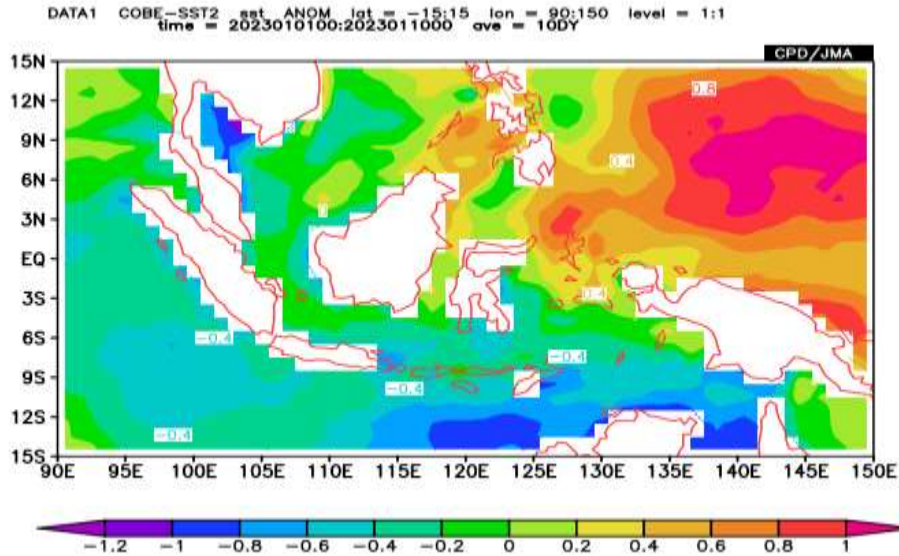 DATA1 COBE-SST2 sst ANOM lat = -15:15 lon = 90:150 level = 1:1
time = 2023010100:2023011000 ave = 10DY
CPD/JMA
15N
12N
9N
6N
3N
EQ
3S
6S
9S
12S
15S
0.8
0.4
0
0.4
-0.4
-0.4
-0.4
-0.4
90E 95E 100E 105E 110E 115E 120E 125E 130E 135E 140E 145E 150E
-1.2 -1 -0.8 -0.6 -0.4 -0.2 0 0.2 0.4 0.6 0.8 1